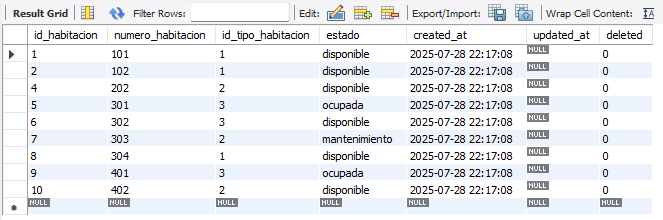 Result Grid Filter Rows: Edit: Export/Import: Wrap Cell Content:
id_habitacion numero_habitacion id_tipo_habitacion estado created_at updated_at deleted
1 101 1 disponible 2025-07-28 22:17:08 NULL 0
2 102 1 disponible 2025-07-28 22:17:08 NULL 0
4 202 2 disponible 2025-07-28 22:17:08 NULL 0
5 301 3 ocupada 2025-07-28 22:17:08 NULL 0
6 302 3 disponible 2025-07-28 22:17:08 NULL 0
7 303 2 mantenimiento 2025-07-28 22:17:08 NULL 0
8 304 1 disponible 2025-07-28 22:17:08 NULL 0
9 401 3 ocupada 2025-07-28 22:17:08 NULL 0
10 402 2 disponible 2025-07-28 22:17:08 NULL 0
NULL NULL NULL NULL NULL NULL NULL